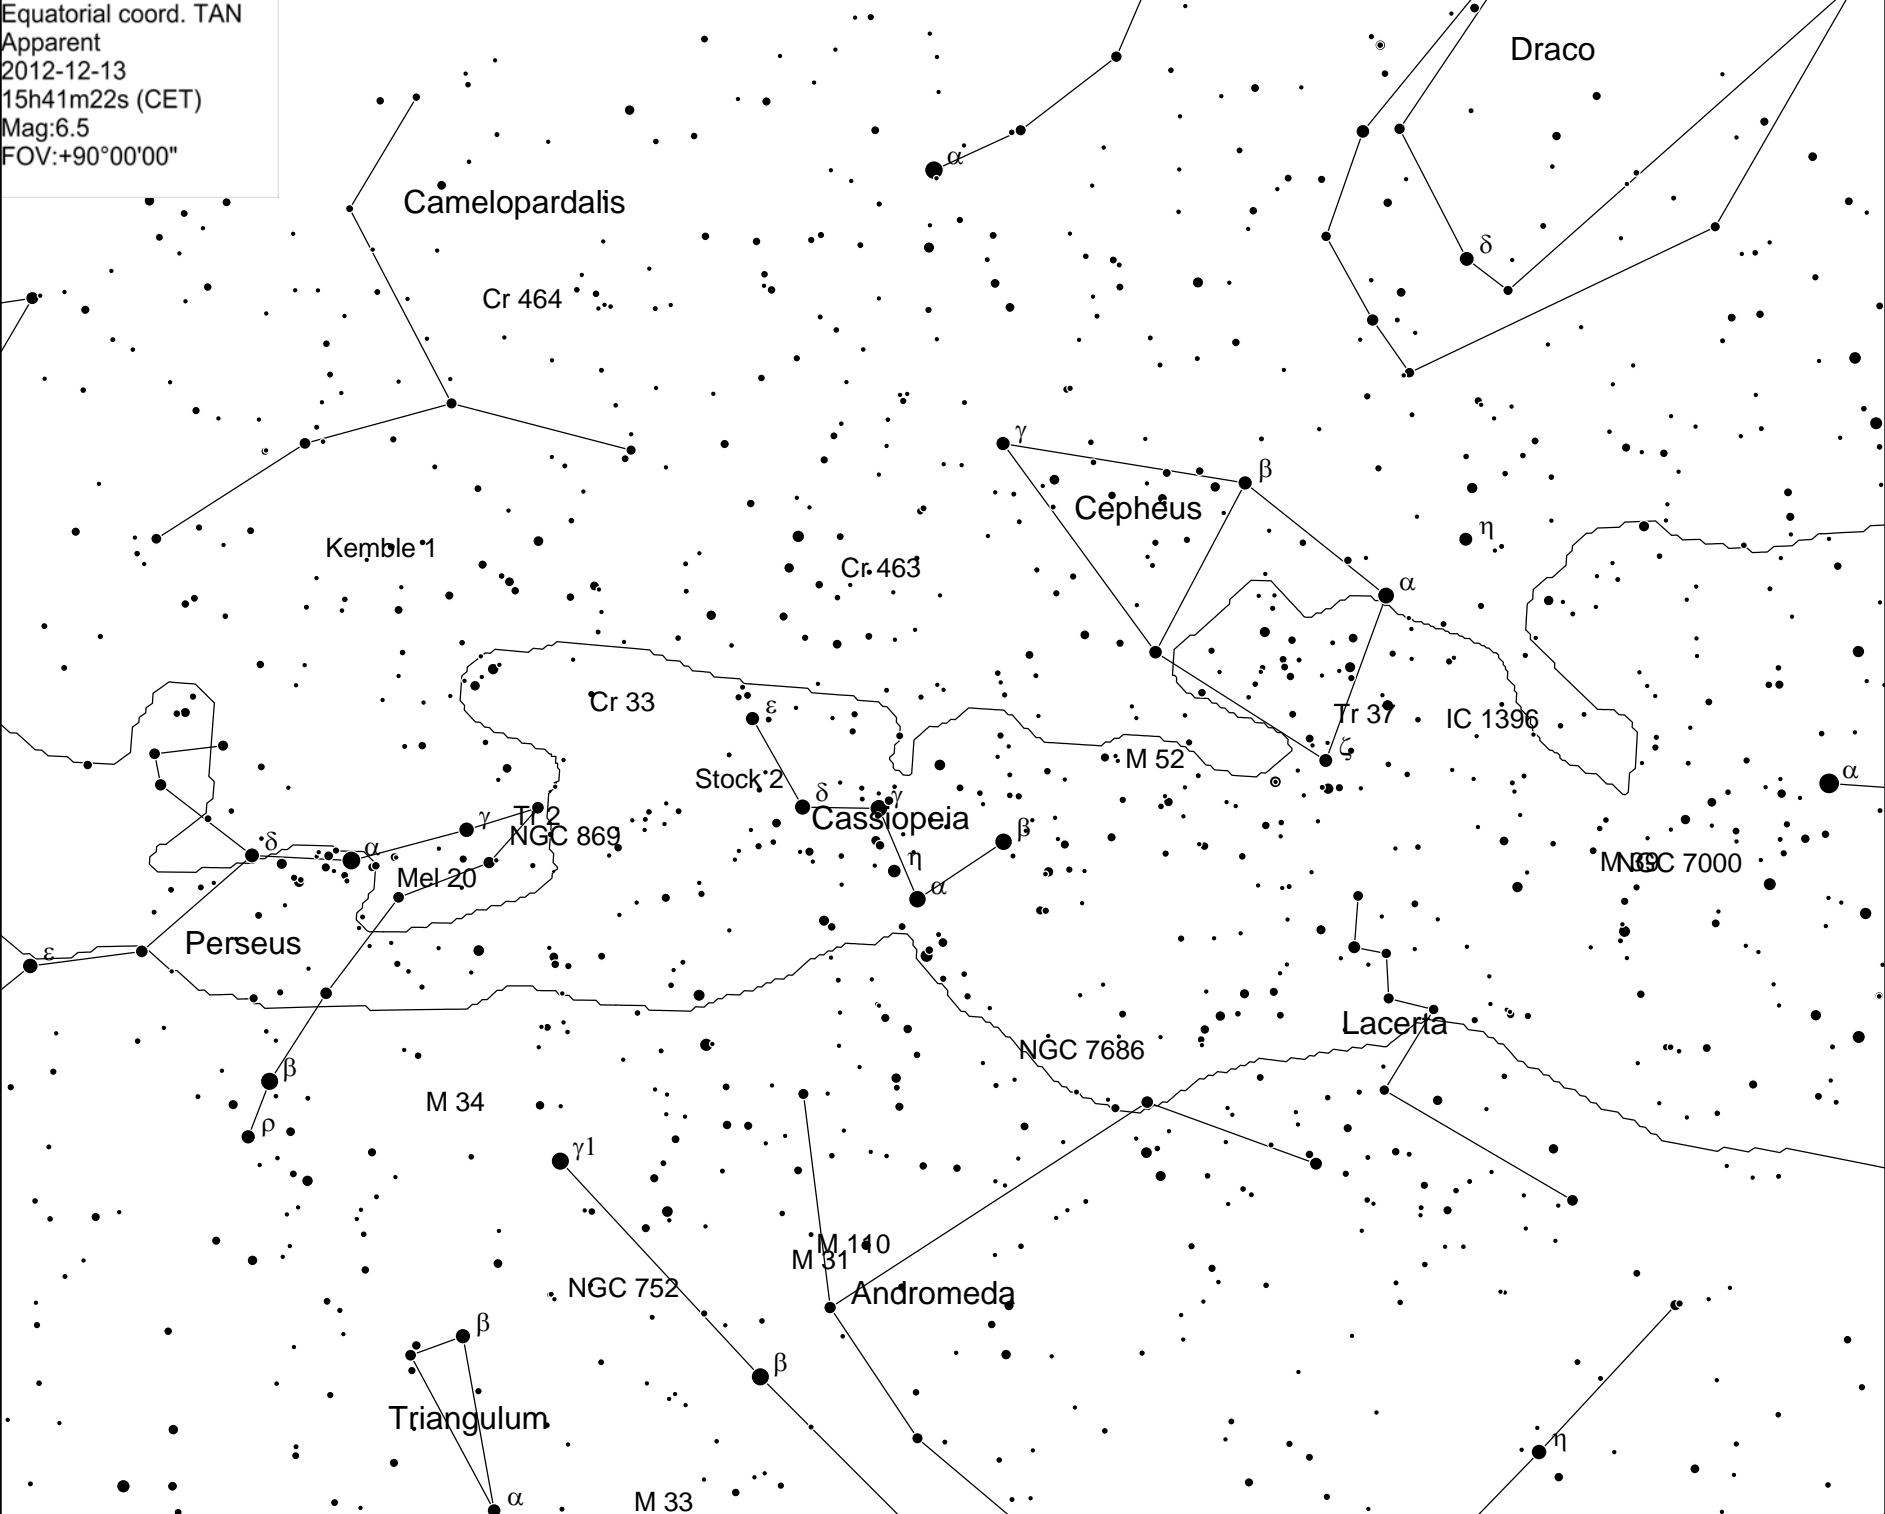 Equatorial coord. TAN
Apparent
2012-12-13
15h41m22s (CET)
Mag:6.5
FOV:+90°00'00"
Draco
α
Camelopardalis
δ
Cr 464
γ
β
Cepheus
η
Kemble 1
Cr 463
α
Cr 33
ε
Tr 37
IC 1396
ζ
M 52
Stock 2
α
δ
γ
Cassiopeia
γ
Tr 2
NGC 869
β
δ
α
η
M 39
NGC 7000
Mel 20
α
Perseus
ε
Lacerta
NGC 7686
β
M 34
ρ
γ1
M 110
M 31
NGC 752
Andromeda
β
β
Triangulum
η
α
M 33